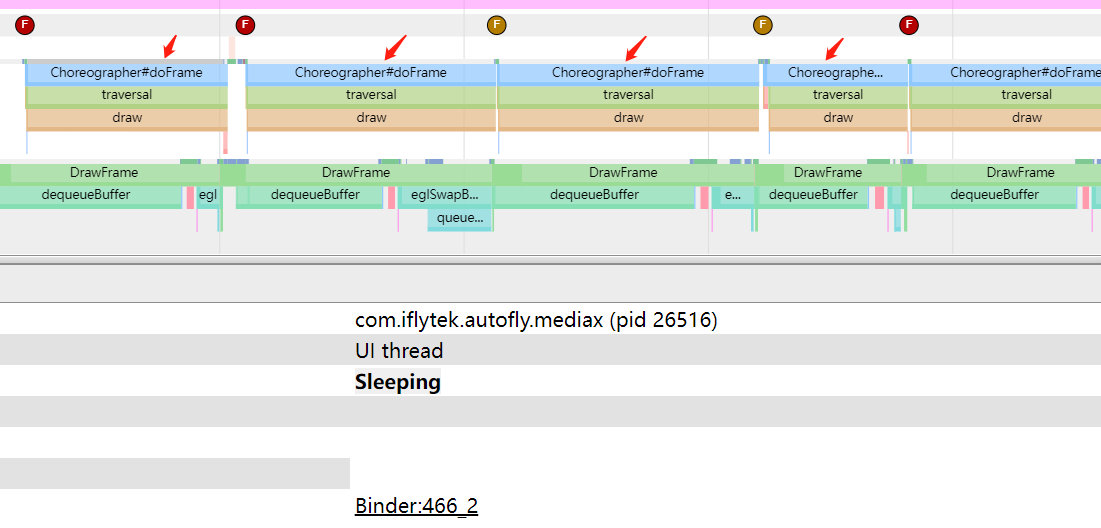 F F F F F
Choreographer#doFrame Choreographer#doFrame Choreographer#doFrame Choreographe... Choreographer#doFrame
traversal traversal traversal traversal traversal
draw draw draw draw draw
DrawFrame DrawFrame DrawFrame DrawFrame DrawFrame
dequeueBuffer egl dequeueBuffer eglSwapB... dequeueBuffer e... dequeueBuffer dequeueBuffer
queue...
com.iflytek.autofly.mediax (pid 26516)
UI thread
Sleeping
Binder:466_2